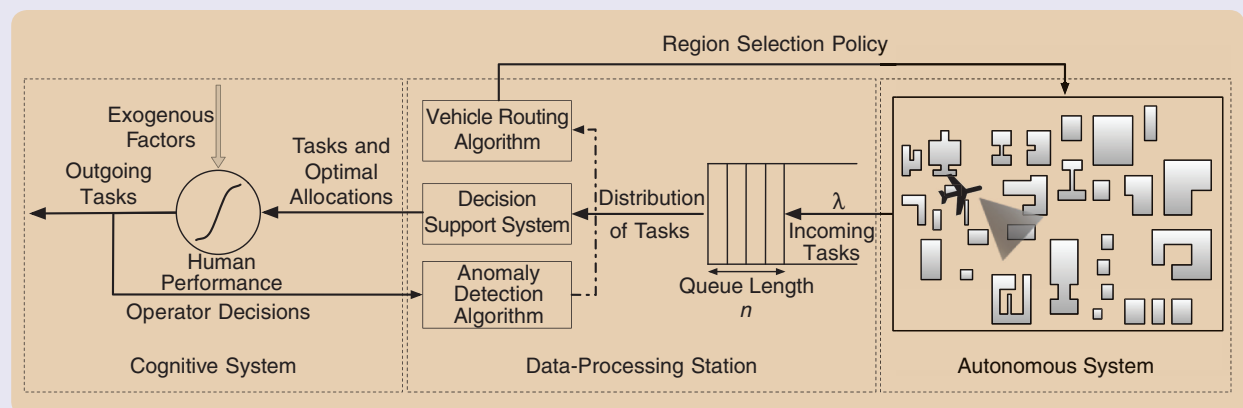 Region Selection Policy
Exogenous
Factors
Outgoing
Tasks
Tasks and
Optimal
Allocations
Human
Performance
Operator Decisions
Cognitive System
Vehicle Routing
Algorithm
Decision
Support System
Anomaly
Detection
Algorithm
Distribution
of Tasks
Queue Length
n
λ
Incoming
Tasks
Data-Processing Station
Autonomous System